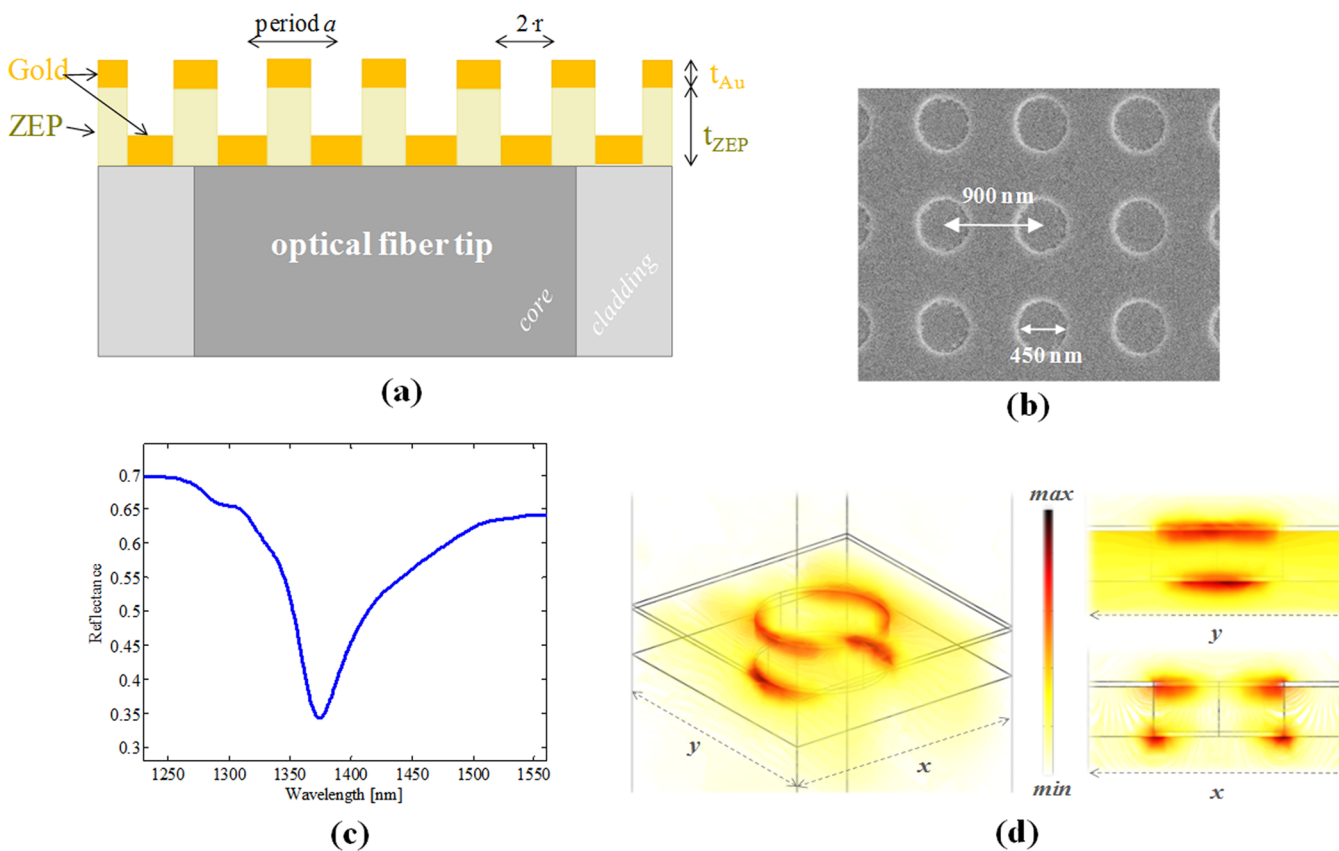 period a
2·r
Gold
t_Au
ZEP
t_ZEP
optical fiber tip
core
cladding
(a)
900 nm
450 nm
(b)
0.7
0.65
0.6
0.55
0.5
0.45
0.4
0.35
0.3
Reflectance
1250 1300 1350 1400 1450 1500 1550
Wavelength [nm]
(c)
max
min
y
x
y
x
(d)